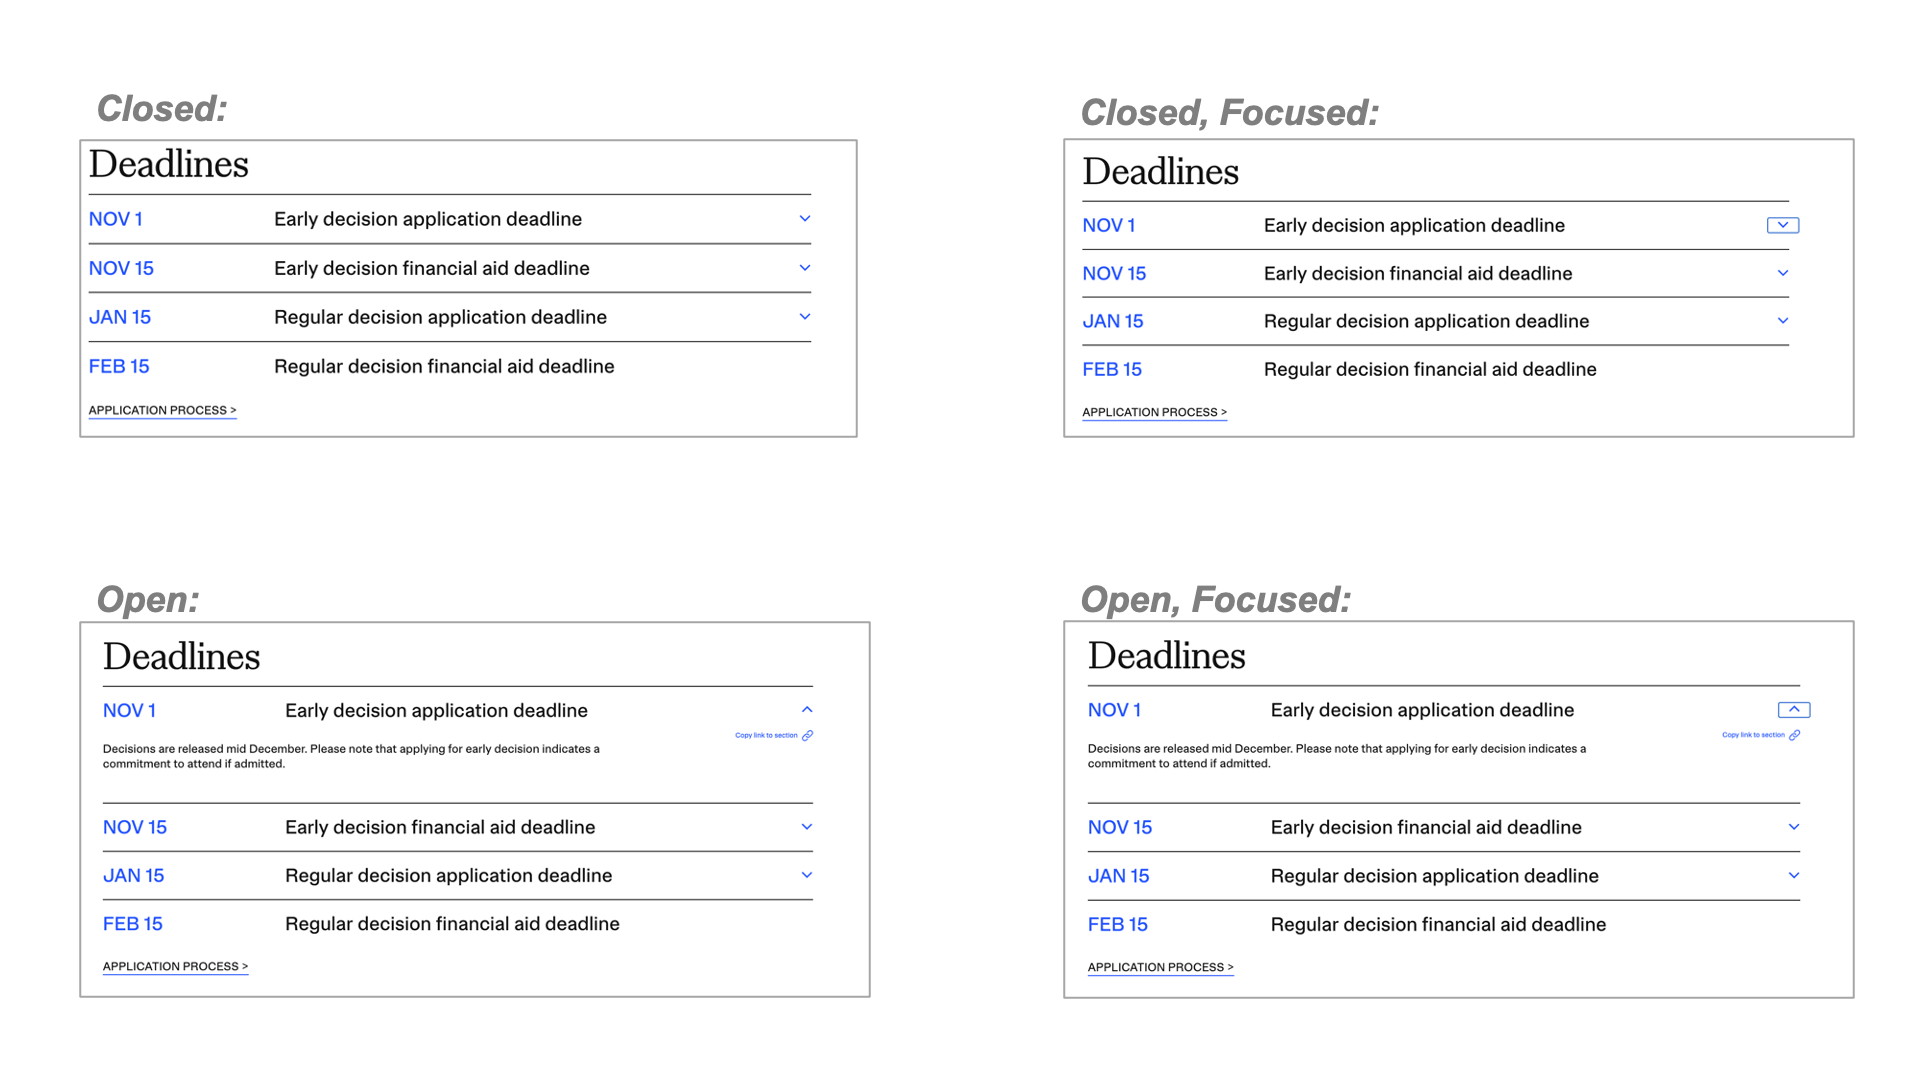 Closed:
Deadlines
NOV 1 Early decision application deadline
NOV 15 Early decision financial aid deadline
JAN 15 Regular decision application deadline
FEB 15 Regular decision financial aid deadline
APPLICATION PROCESS >
Closed, Focused:
Deadlines
NOV 1 Early decision application deadline
NOV 15 Early decision financial aid deadline
JAN 15 Regular decision application deadline
FEB 15 Regular decision financial aid deadline
APPLICATION PROCESS >
Open:
Deadlines
NOV 1 Early decision application deadline
Copy link to section
Decisions are released mid December. Please note that applying for early decision indicates a
commitment to attend if admitted.
NOV 15 Early decision financial aid deadline
JAN 15 Regular decision application deadline
FEB 15 Regular decision financial aid deadline
APPLICATION PROCESS >
Open, Focused:
Deadlines
NOV 1 Early decision application deadline
Copy link to section
Decisions are released mid December. Please note that applying for early decision indicates a
commitment to attend if admitted.
NOV 15 Early decision financial aid deadline
JAN 15 Regular decision application deadline
FEB 15 Regular decision financial aid deadline
APPLICATION PROCESS >